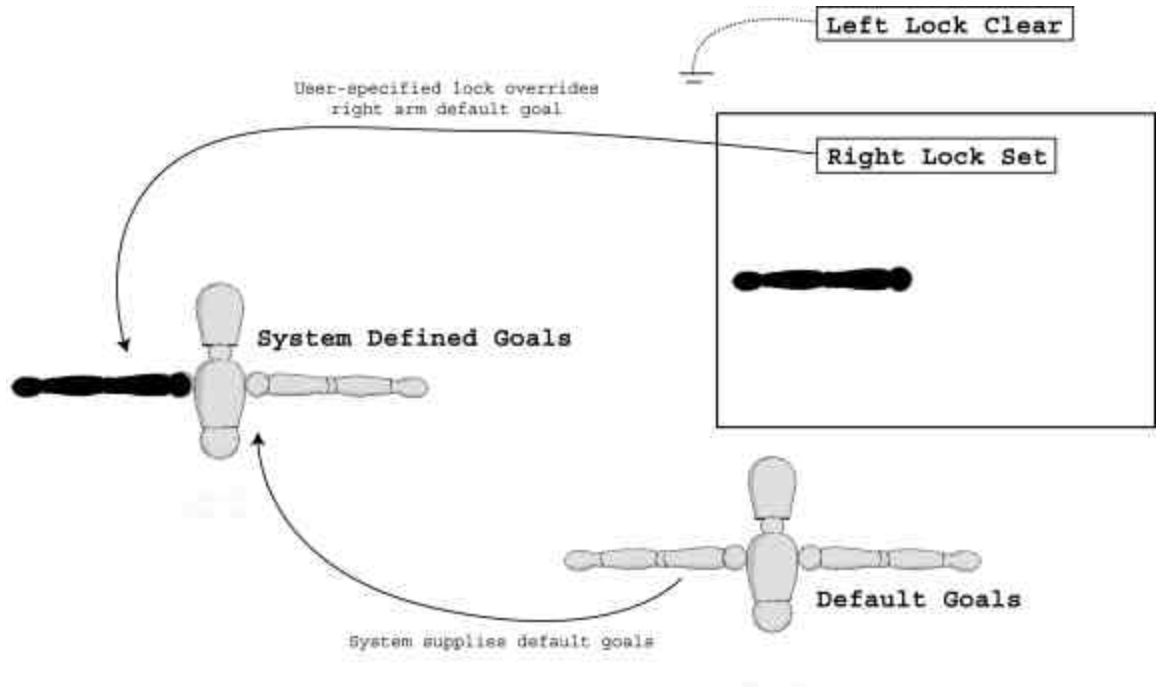 Left Lock Clear
User-specified lock overrides
right arm default goal
Right Lock Set
System Defined Goals
Default Goals
System supplies default goals